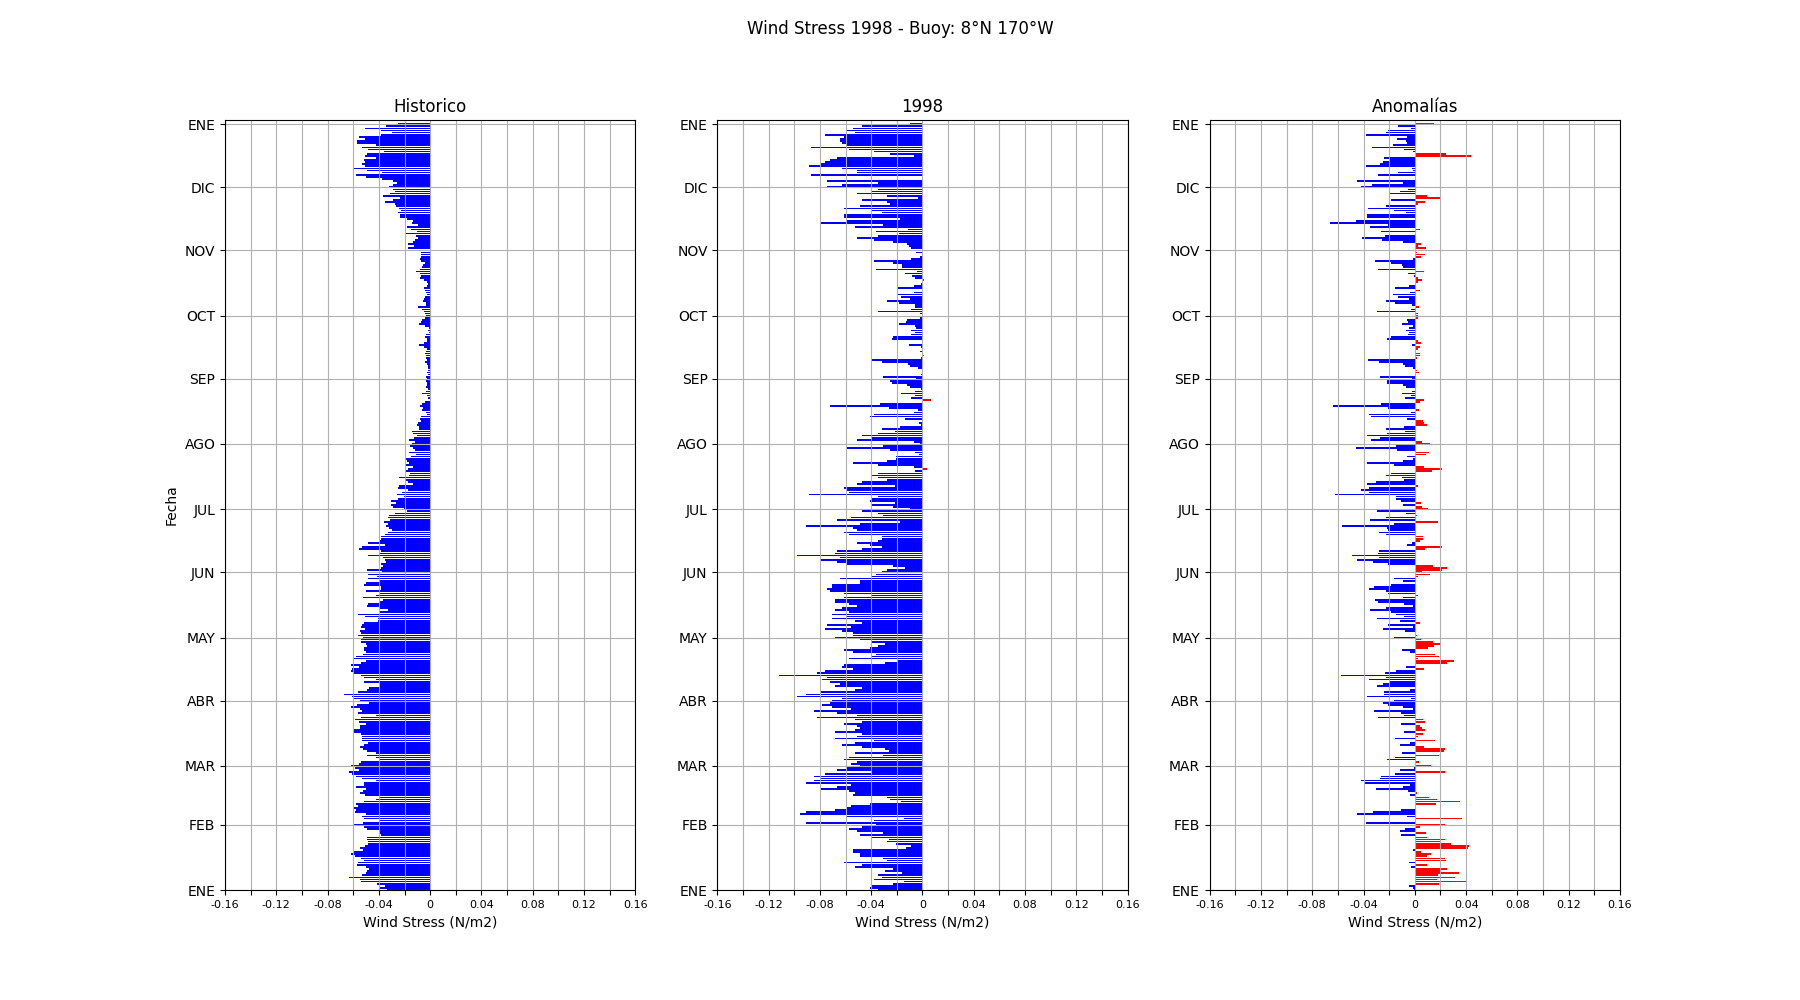 Wind Stress 1998 - Buoy: 8°N 170°W
Historico
1998
Anomalías
ENE
DIC
NOV
OCT
SEP
AGO
JUL
JUN
MAY
ABR
MAR
FEB
ENE
Fecha
-0.16 -0.12 -0.08 -0.04 0 0.04 0.08 0.12 0.16
Wind Stress (N/m2)
ENE
DIC
NOV
OCT
SEP
AGO
JUL
JUN
MAY
ABR
MAR
FEB
ENE
-0.16 -0.12 -0.08 -0.04 0 0.04 0.08 0.12 0.16
Wind Stress (N/m2)
ENE
DIC
NOV
OCT
SEP
AGO
JUL
JUN
MAY
ABR
MAR
FEB
ENE
-0.16 -0.12 -0.08 -0.04 0 0.04 0.08 0.12 0.16
Wind Stress (N/m2)